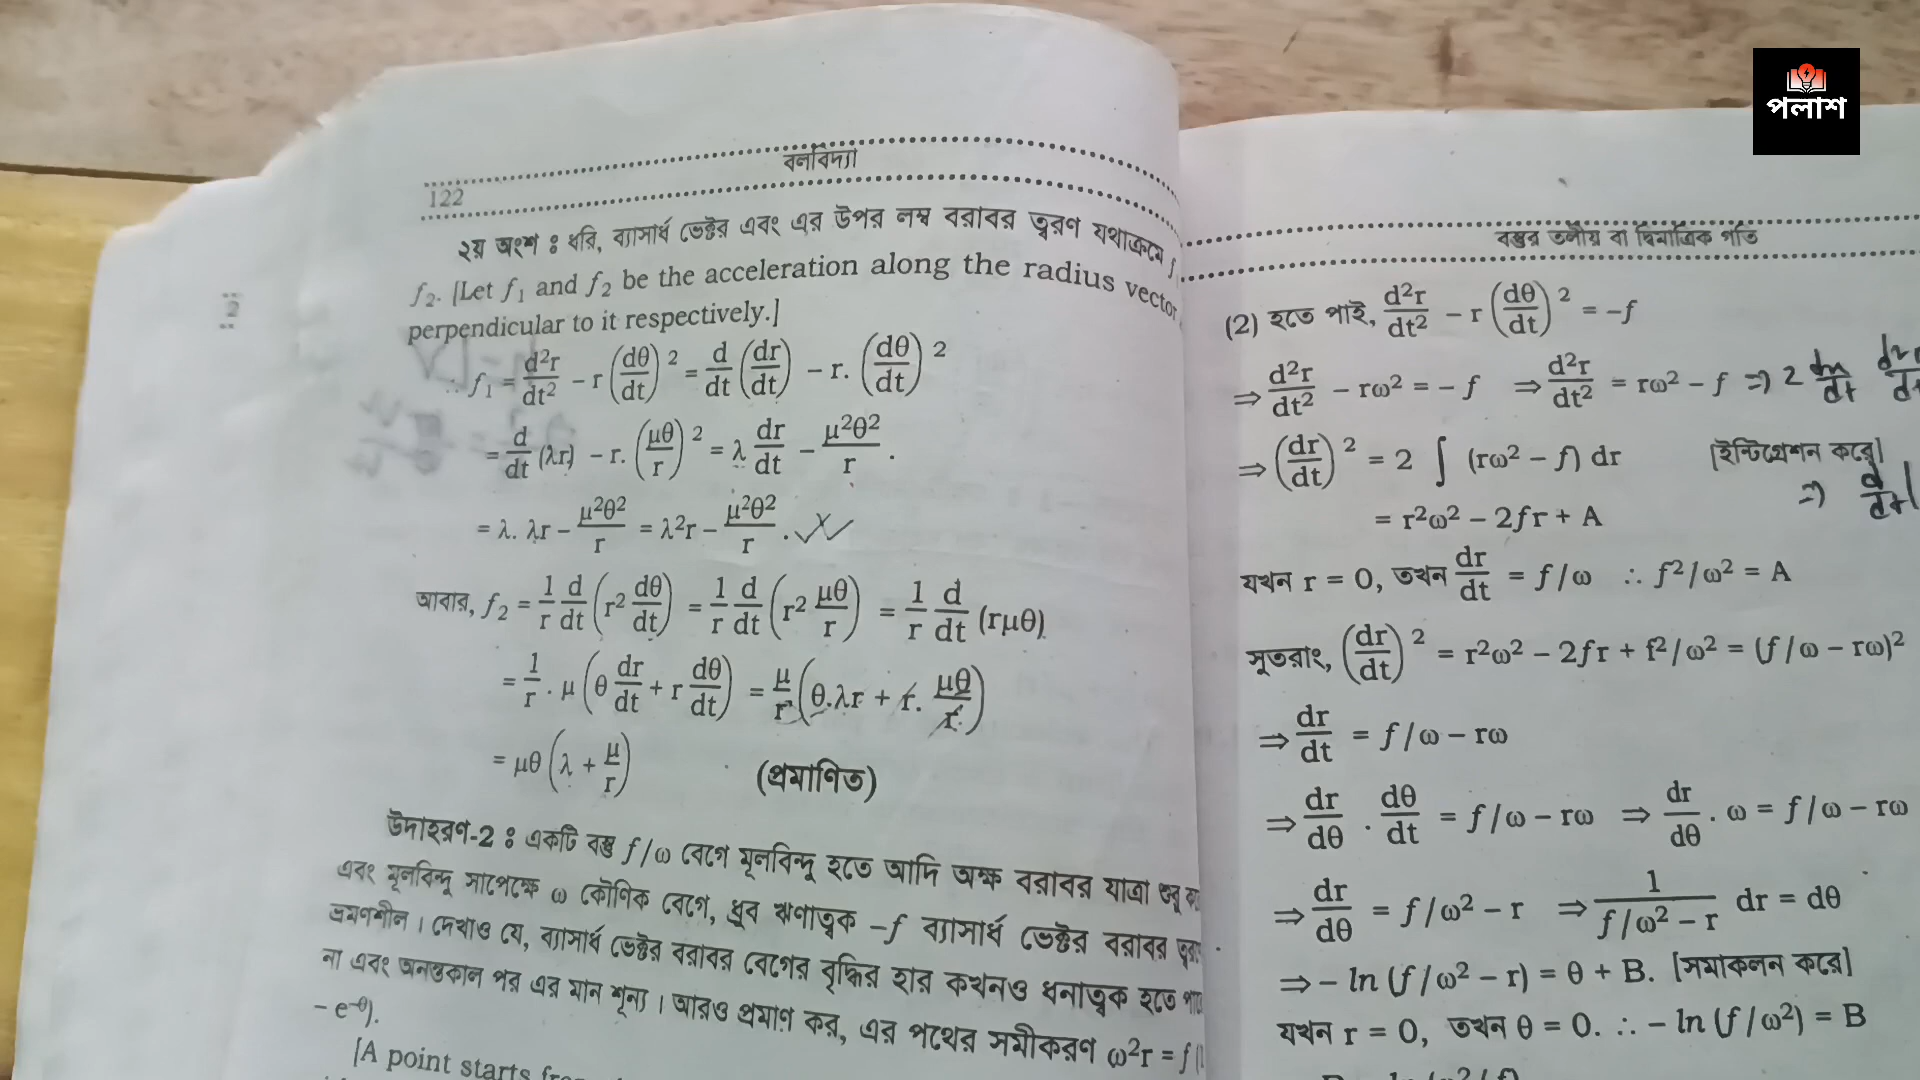 122
বলবিদ্যা
২য় অংশ ঃ ধরি, ব্যাসার্ধ ভেক্টর এবং এর উপর লম্ব বরাবর ত্বরণ যথাক্রমে f
f₂. [Let f₁ and f₂ be the acceleration along the radius vector
perpendicular to it respectively.]
∴ f₁ = d²r/dt² − r (dθ/dt)² = d/dt (dr/dt) − r. (dθ/dt)²
= d/dt (λr) − r. (μθ/r)² = λ dr/dt − μ²θ²/r .
= λ. λr − μ²θ²/r = λ²r − μ²θ²/r .
আবার, f₂ = 1/r d/dt (r² dθ/dt) = 1/r d/dt (r² μθ/r) = 1/r d/dt (rμθ)
= 1/r . μ (θ dr/dt + r dθ/dt) = μ/r (θ.λr + r. μθ/r)
= μθ (λ + μ/r) (প্রমাণিত)
উদাহরণ-2 ঃ একটি বস্তু f/ω বেগে মূলবিন্দু হতে আদি অক্ষ বরাবর যাত্রা শুরু
এবং মূলবিন্দু সাপেক্ষে ω কৌণিক বেগে, ধ্রুব ঋণাত্বক −f ব্যাসার্ধ ভেক্টর বরাবর
ভ্রমণশীল। দেখাও যে, ব্যাসার্ধ ভেক্টর বরাবর বেগের বৃদ্ধির হার কখনও ধনাত্বক হতে
না এবং অনন্তকাল পর এর মান শূন্য। আরও প্রমাণ কর, এর পথের সমীকরণ ω²r = f
− e^−θ).
[A point starts
পলাশ
বস্তুর তলীয় বা দ্বিমাত্রিক গতি
(2) হতে পাই, d²r/dt² − r (dθ/dt)² = −f
⇒ d²r/dt² − rω² = − f ⇒ d²r/dt² = rω² − f ⇒ 2 dr/dt
⇒ (dr/dt)² = 2 ∫ (rω² − f) dr [ইন্টিগ্রেশন করে]
⇒ d/dt
= r²ω² − 2fr + A
যখন r = 0, তখন dr/dt = f/ω ∴ f²/ω² = A
সুতরাং, (dr/dt)² = r²ω² − 2fr + f²/ω² = (f/ω − rω)²
⇒ dr/dt = f/ω − rω
⇒ dr/dθ . dθ/dt = f/ω − rω ⇒ dr/dθ . ω = f/ω − rω
⇒ dr/dθ = f/ω² − r ⇒ 1/(f/ω² − r) dr = dθ
⇒ − ln (f/ω² − r) = θ + B. [সমাকলন করে]
যখন r = 0, তখন θ = 0. ∴ − ln (f/ω²) = B